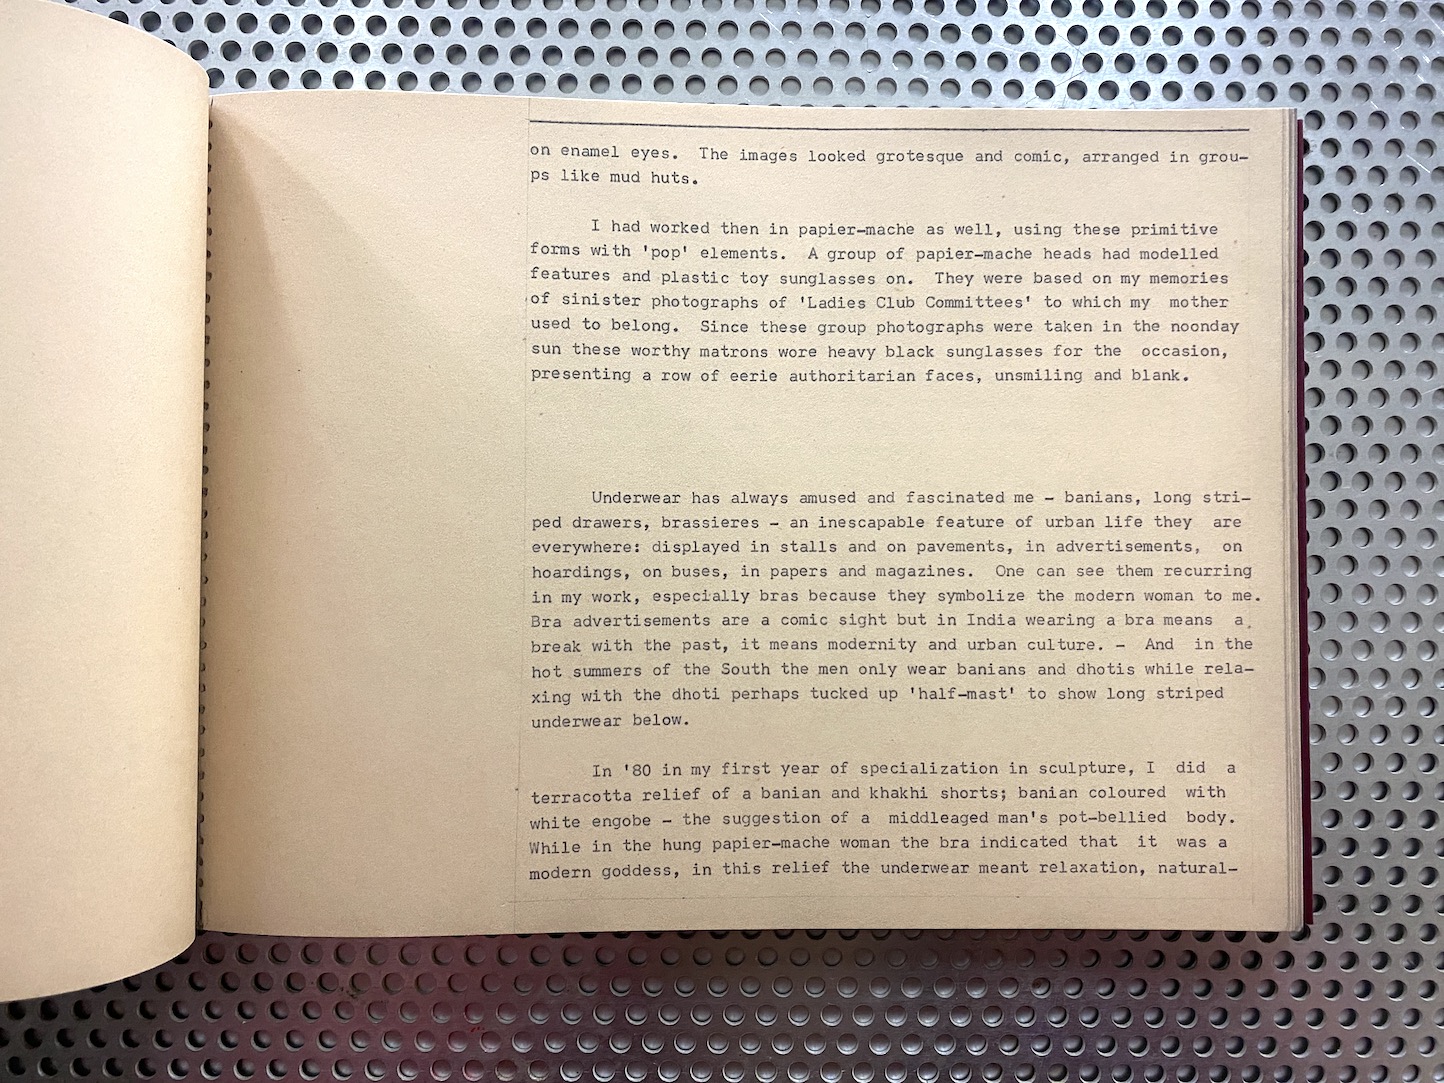 on enamel eyes.  The images looked grotesque and comic, arranged in grou-
ps like mud huts.
I had worked then in papier-mache as well, using these primitive
forms with 'pop' elements.  A group of papier-mache heads had modelled
features and plastic toy sunglasses on.  They were based on my memories
of sinister photographs of 'Ladies Club Committees' to which my  mother
used to belong.  Since these group photographs were taken in the noonday
sun these worthy matrons wore heavy black sunglasses for the  occasion,
presenting a row of eerie authoritarian faces, unsmiling and blank.
Underwear has always amused and fascinated me - banians, long stri-
ped drawers, brassieres - an inescapable feature of urban life they  are
everywhere: displayed in stalls and on pavements, in advertisements,  on
hoardings, on buses, in papers and magazines.  One can see them recurring
in my work, especially bras because they symbolize the modern woman to me.
Bra advertisements are a comic sight but in India wearing a bra means  a
break with the past, it means modernity and urban culture. - And  in the
hot summers of the South the men only wear banians and dhotis while rela-
xing with the dhoti perhaps tucked up 'half-mast' to show long striped
underwear below.
In '80 in my first year of specialization in sculpture, I  did  a
terracotta relief of a banian and khakhi shorts; banian coloured  with
white engobe - the suggestion of a  middleaged man's pot-bellied  body.
While in the hung papier-mache woman the bra indicated that  it  was a
modern goddess, in this relief the underwear meant relaxation, natural-